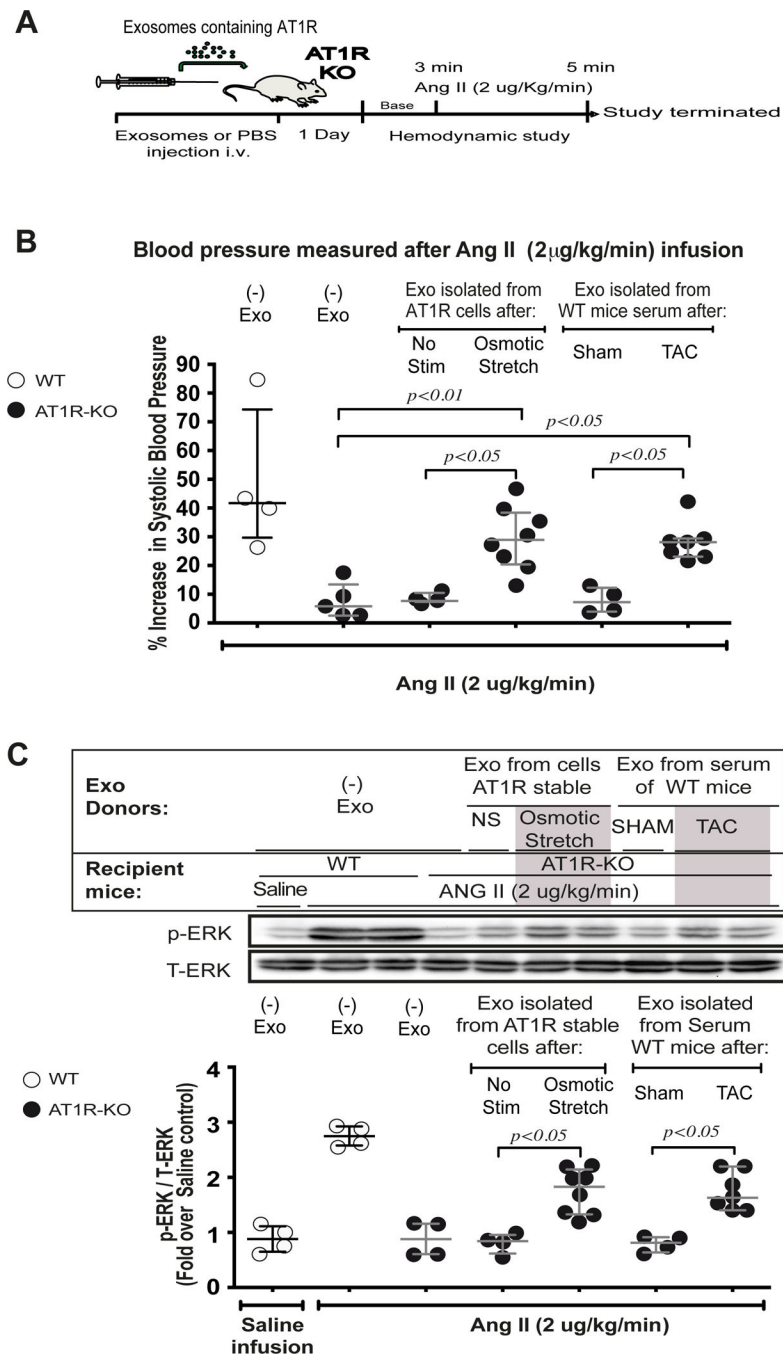 A
Exosomes containing AT1R
AT1R
KO
3 min
5 min
Ang II (2 ug/Kg/min)
Base
Study terminated
Exosomes or PBS
injection i.v.
1 Day
Hemodynamic study
B
Blood pressure measured after Ang II (2μg/kg/min) infusion
(-)
Exo
(-)
Exo
Exo isolated from
AT1R cells after:
No
Stim
Osmotic
Stretch
Exo isolated from
WT mice serum after:
Sham
TAC
WT
AT1R-KO
% Increase in Systolic Blood Pressure
90
80
70
60
50
40
30
20
10
0
p<0.01
p<0.05
p<0.05
p<0.05
Ang II (2 ug/kg/min)
C
Exo
Donors:
(-)
Exo
Exo from cells
AT1R stable
NS
Osmotic
Stretch
Exo from serum
of WT mice
SHAM
TAC
Recipient
mice:
WT
AT1R-KO
Saline
ANG II (2 ug/kg/min)
p-ERK
T-ERK
(-)
Exo
(-)
Exo
(-)
Exo
Exo isolated
from AT1R stable
cells after:
No
Stim
Osmotic
Stretch
Exo isolated
from Serum
WT mice after:
Sham
TAC
WT
AT1R-KO
p-ERK / T-ERK
(Fold over Saline control)
4
3
2
1
0
p<0.05
p<0.05
Saline
infusion
Ang II (2 ug/kg/min)